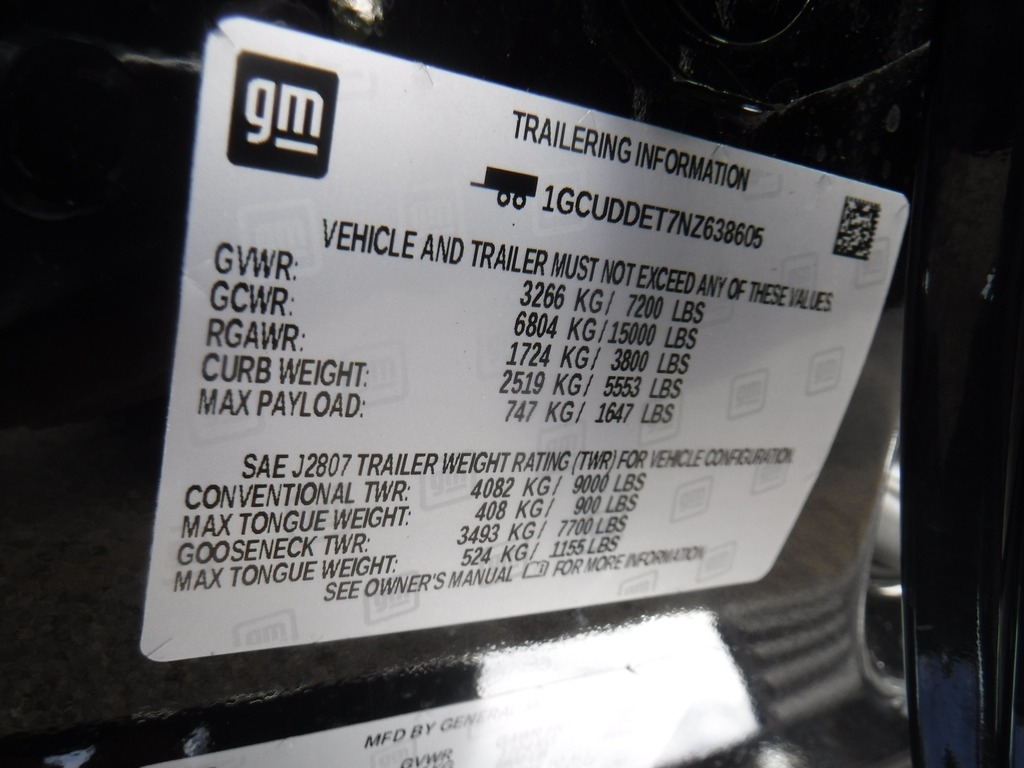 gm
TRAILERING INFORMATION
1GCUDDET7NZ638605
VEHICLE AND TRAILER MUST NOT EXCEED ANY OF THESE VALUES
GVWR: 3266 KG/ 7200 LBS
GCWR: 6804 KG/15000 LBS
RGAWR: 1724 KG/ 3800 LBS
CURB WEIGHT: 2519 KG/ 5553 LBS
MAX PAYLOAD: 747 KG/ 1647 LBS
SAE J2807 TRAILER WEIGHT RATING (TWR) FOR VEHICLE CONFIGURATION
CONVENTIONAL TWR: 4082 KG/ 9000 LBS
MAX TONGUE WEIGHT: 408 KG/ 900 LBS
GOOSENECK TWR: 3493 KG/ 7700 LBS
MAX TONGUE WEIGHT: 524 KG/ 1155 LBS
SEE OWNER'S MANUAL FOR MORE INFORMATION
gm
MFD BY
GVWR